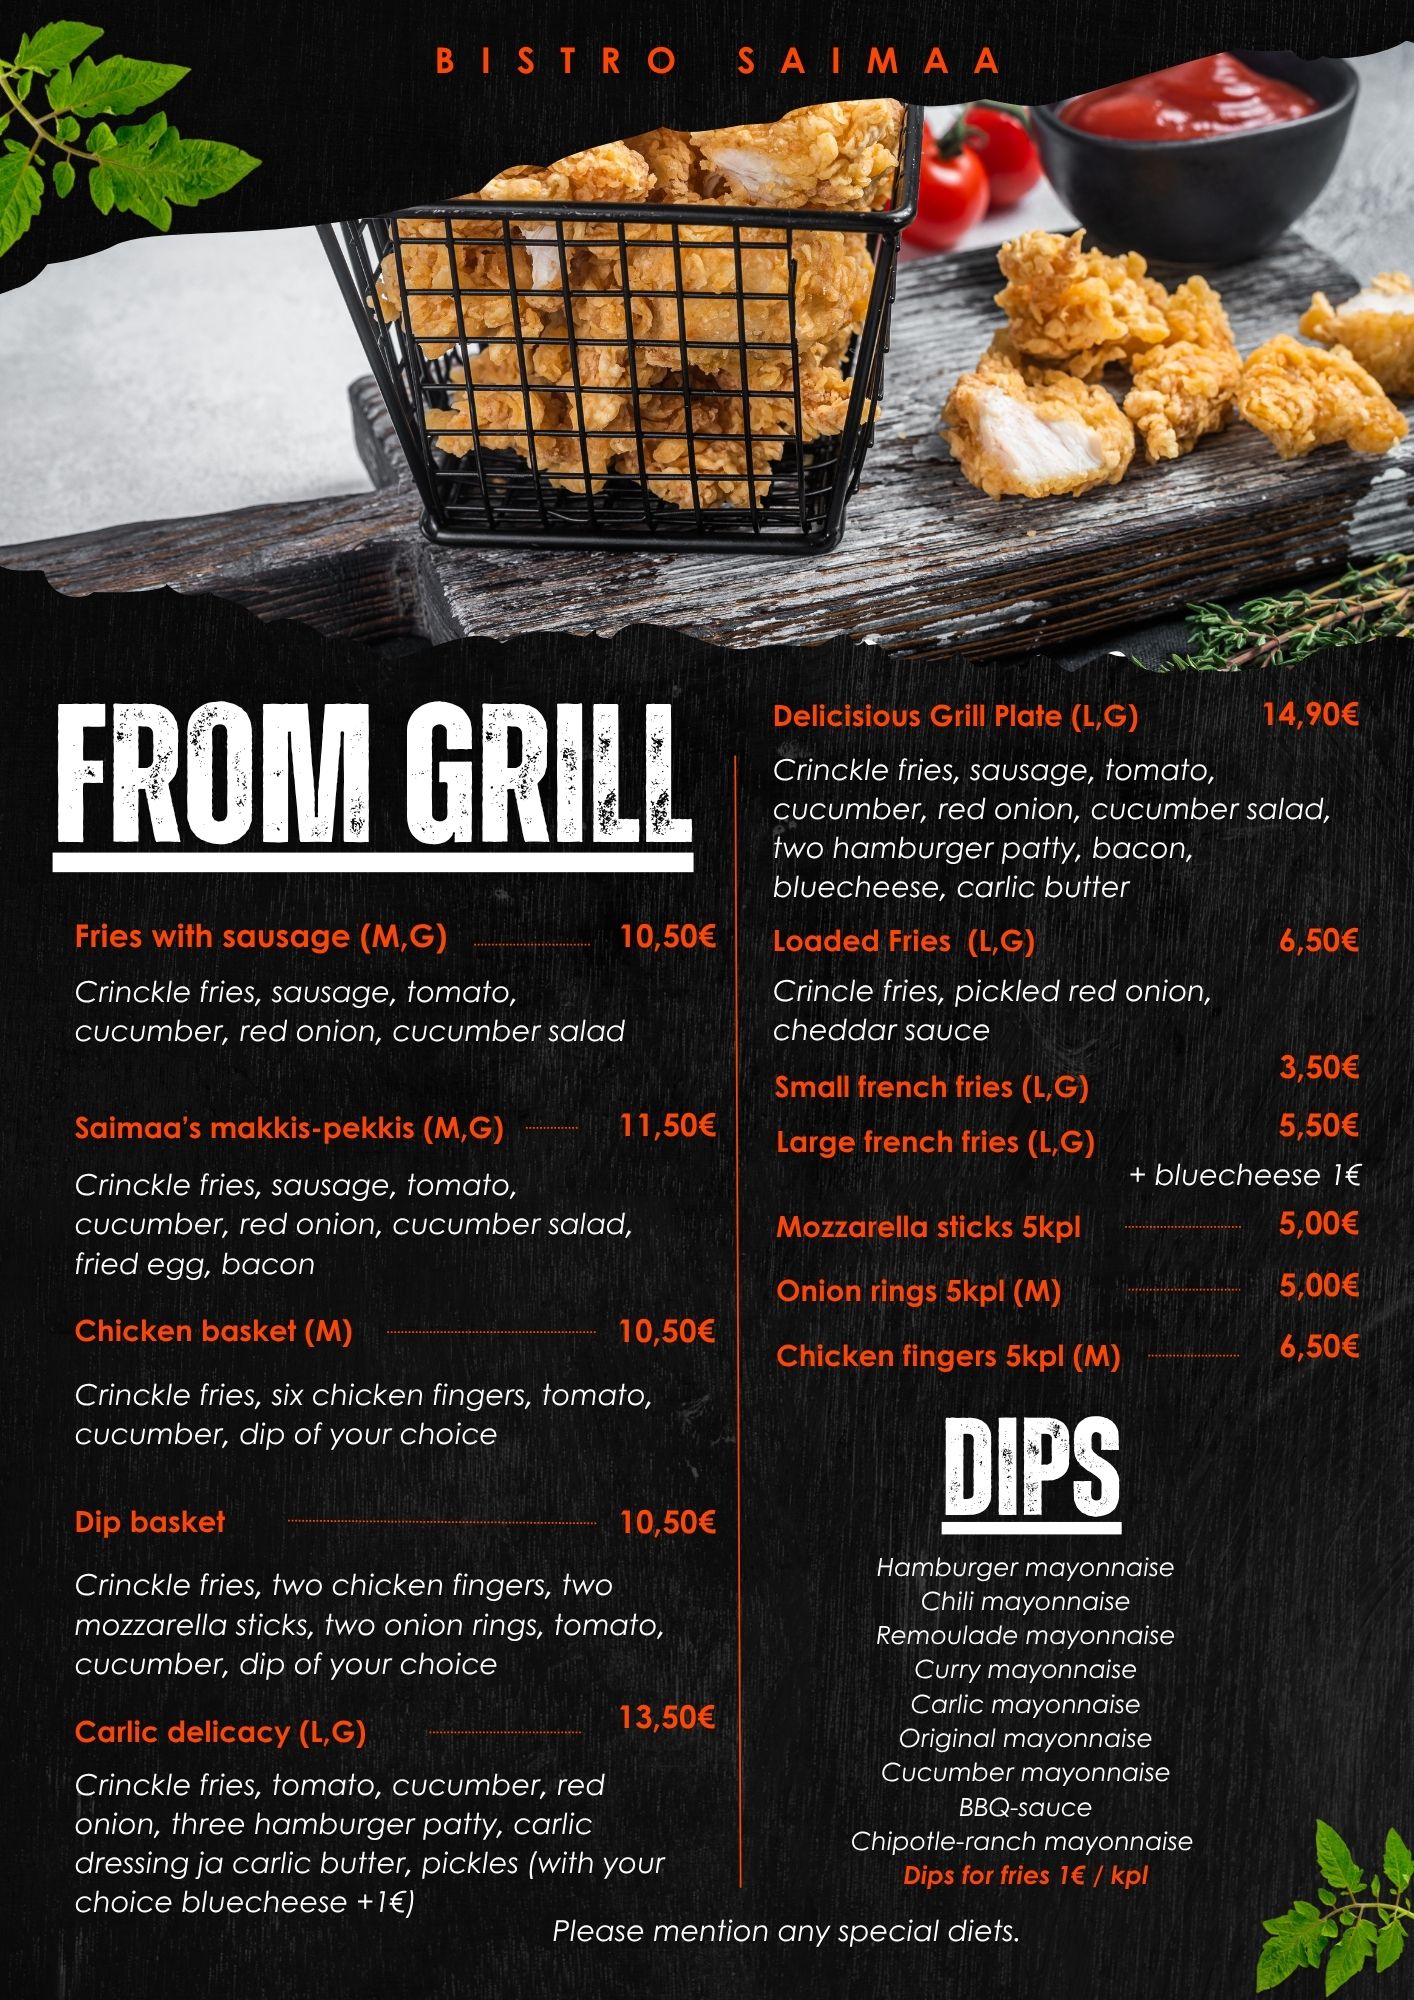 BISTRO SAIMAA
FROM GRILL
Fries with sausage (M,G) 10,50€
Crinckle fries, sausage, tomato,
cucumber, red onion, cucumber salad
Saimaa's makkis-pekkis (M,G) 11,50€
Crinckle fries, sausage, tomato,
cucumber, red onion, cucumber salad,
fried egg, bacon
Chicken basket (M) 10,50€
Crinckle fries, six chicken fingers, tomato,
cucumber, dip of your choice
Dip basket 10,50€
Crinckle fries, two chicken fingers, two
mozzarella sticks, two onion rings, tomato,
cucumber, dip of your choice
Carlic delicacy (L,G) 13,50€
Crinckle fries, tomato, cucumber, red
onion, three hamburger patty, carlic
dressing ja carlic butter, pickles (with your
choice bluecheese +1€)
Delicisious Grill Plate (L,G) 14,90€
Crinckle fries, sausage, tomato,
cucumber, red onion, cucumber salad,
two hamburger patty, bacon,
bluecheese, carlic butter
Loaded Fries (L,G) 6,50€
Crincle fries, pickled red onion,
cheddar sauce
Small french fries (L,G) 3,50€
Large french fries (L,G) 5,50€
+ bluecheese 1€
Mozzarella sticks 5kpl 5,00€
Onion rings 5kpl (M) 5,00€
Chicken fingers 5kpl (M) 6,50€
DIPS
Hamburger mayonnaise
Chili mayonnaise
Remoulade mayonnaise
Curry mayonnaise
Carlic mayonnaise
Original mayonnaise
Cucumber mayonnaise
BBQ-sauce
Chipotle-ranch mayonnaise
Dips for fries 1€ / kpl
Please mention any special diets.